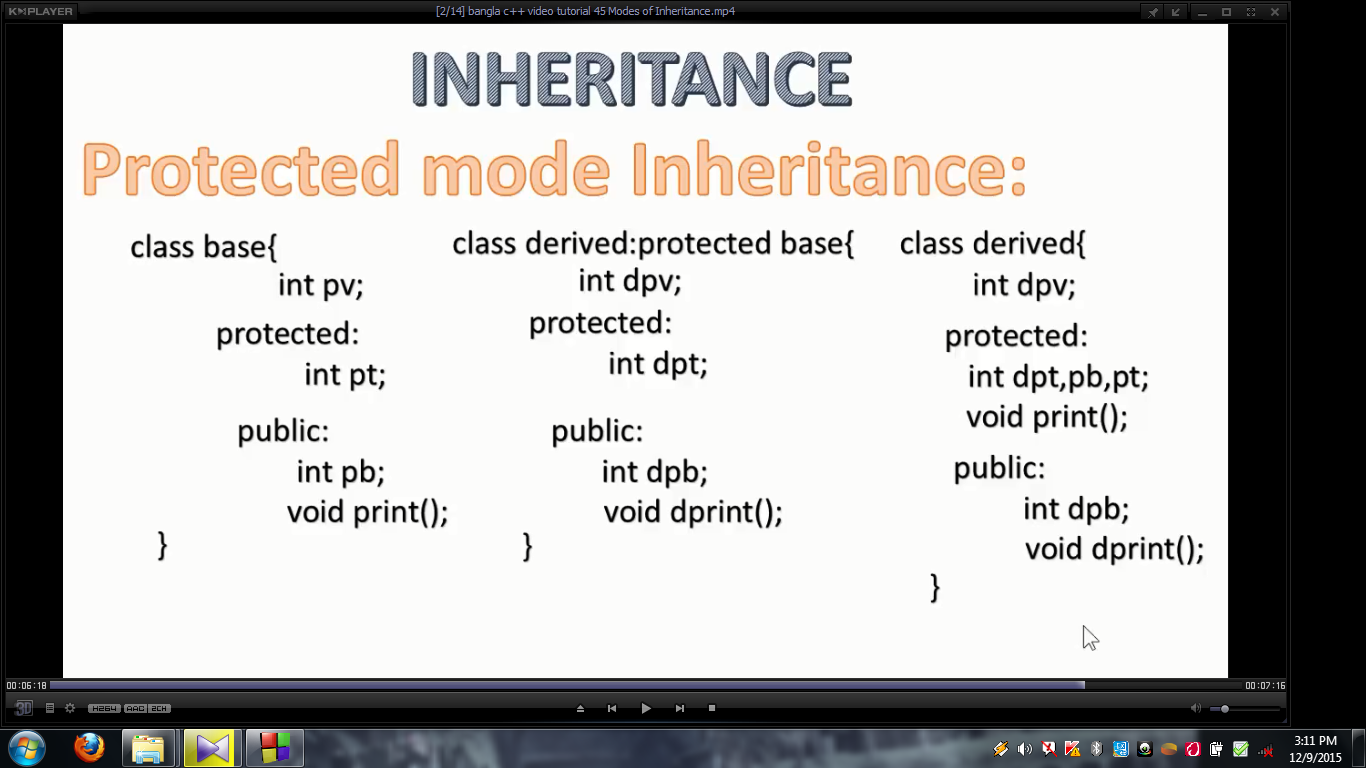 K►MPLAYER
[2/14] bangla c++ video tutorial 45 Modes of Inheritance.mp4
INHERITANCE
Protected mode Inheritance:
class base{
int pv;
protected:
int pt;
public:
int pb;
void print();
}
class derived:protected base{
int dpv;
protected:
int dpt;
public:
int dpb;
void dprint();
}
class derived{
int dpv;
protected:
int dpt,pb,pt;
void print();
public:
int dpb;
void dprint();
}
00:06:18
00:07:16
3D
H264 AAC 2CH
3:11 PM
12/9/2015